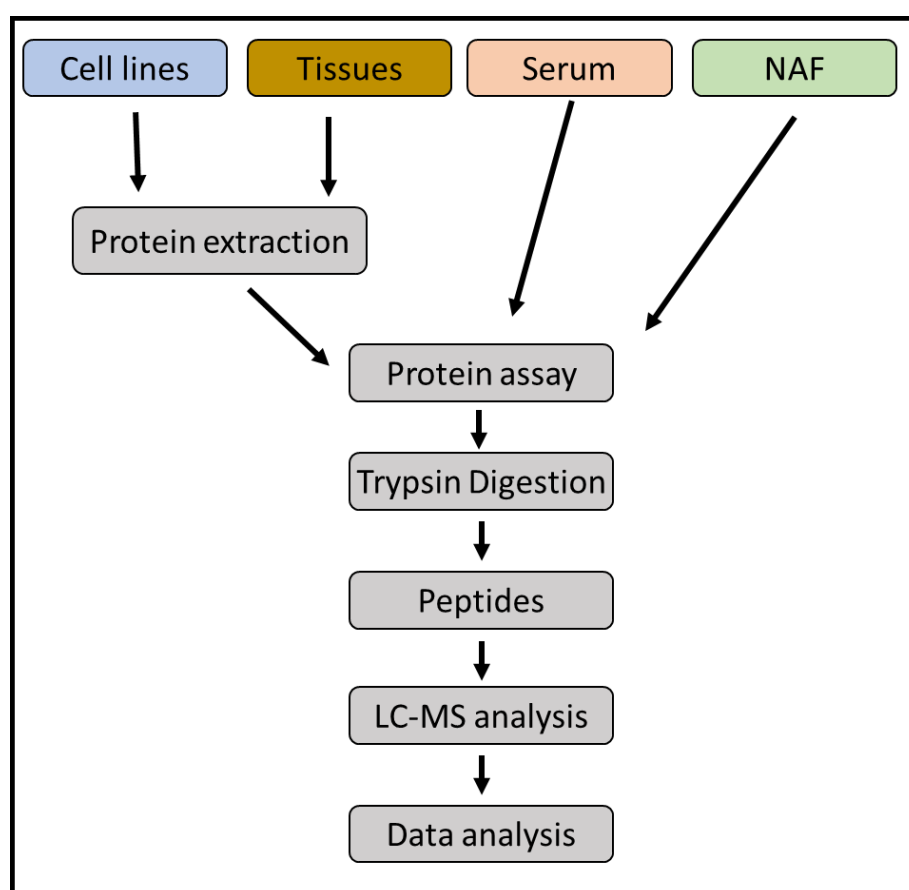 Cell lines
Tissues
Serum
NAF
Protein extraction
Protein assay
Trypsin Digestion
Peptides
LC-MS analysis
Data analysis